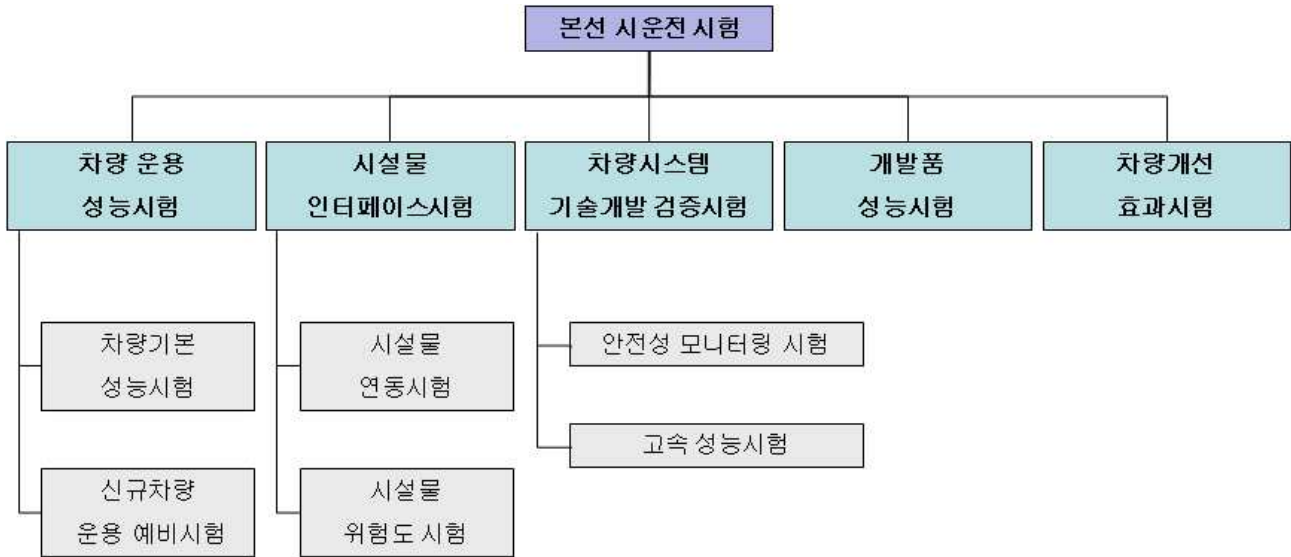 본선 시운전 시험
차량 운용
성능시험
시설물
인터페이스시험
차량시스템
기술개발 검증시험
개발품
성능시험
차량개선
효과시험
차량기본
성능시험
신규차량
운용 예비시험
시설물
연동시험
시설물
위험도 시험
안전성 모니터링 시험
고속 성능시험